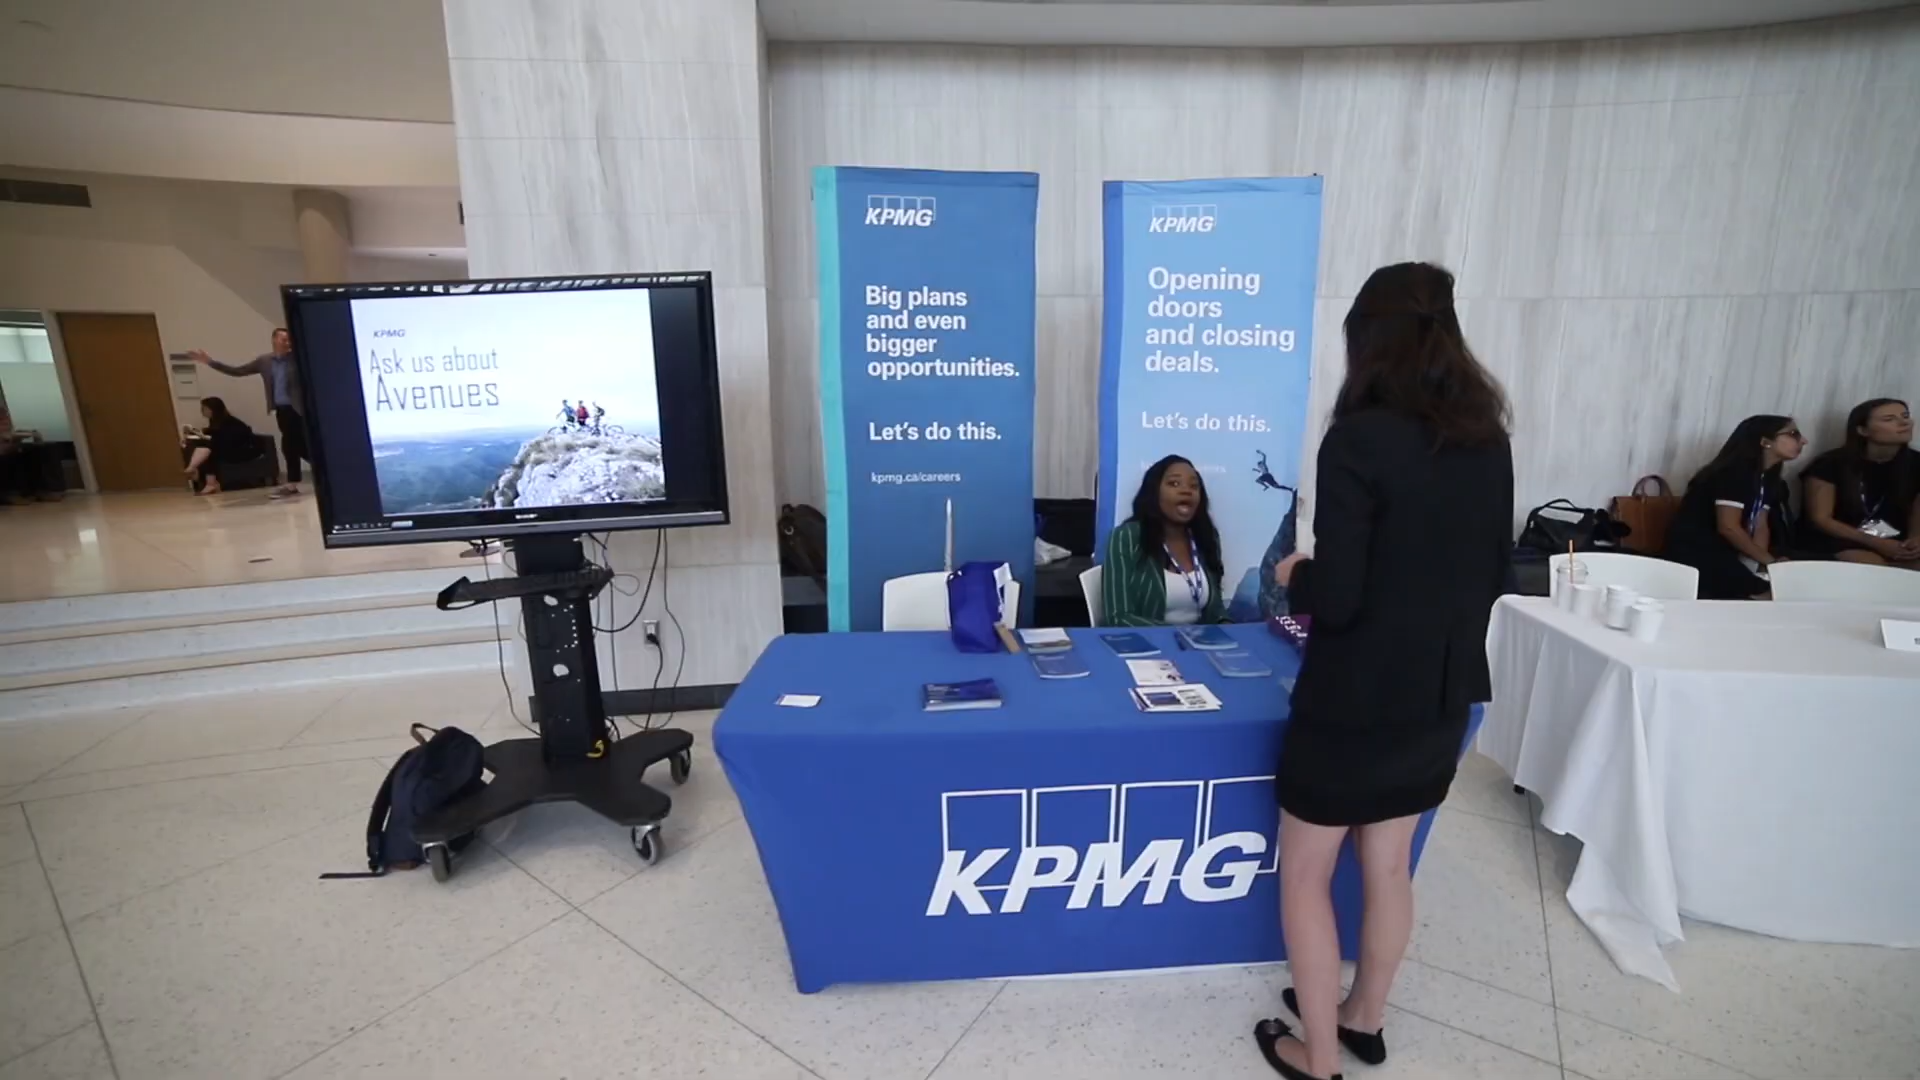 KPMG
Ask us about
Avenues
KPMG
Big plans
and even
bigger
opportunities.
Let's do this.
kpmg.ca/careers
KPMG
Opening
doors
and closing
deals.
Let's do this.
KPMG